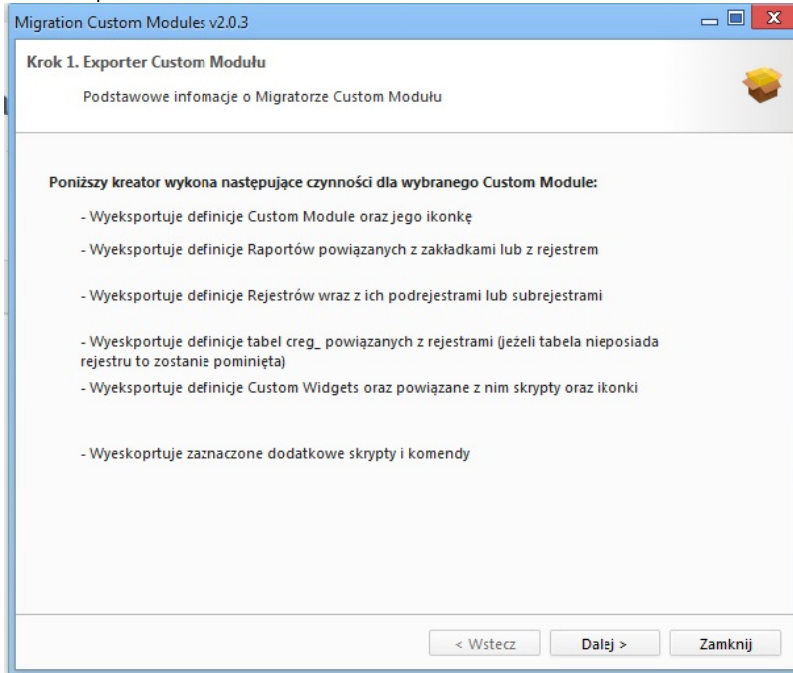 Migration Custom Modules v2.0.3
Krok 1. Exporter Custom Modułu
Podstawowe infomacje o Migratorze Custom Modułu
Poniższy kreator wykona następujące czynności dla wybranego Custom Module:
- Wyeksportuje definicje Custom Module oraz jego ikonkę
- Wyeksportuje definicje Raportów powiązanych z zakładkami lub z rejestrem
- Wyeksportuje definicje Rejestrów wraz z ich podrejestrami lub subrejestrami
- Wyeskportuje definicje tabel creg_ powiązanych z rejestrami (jeżeli tabela nieposiada
rejestru to zostanie pominięta)
- Wyeksportuje definicje Custom Widgets oraz powiązane z nim skrypty oraz ikonki
- Wyeskoprtuje zaznaczone dodatkowe skrypty i komendy
< Wstecz
Dalej >
Zamknij